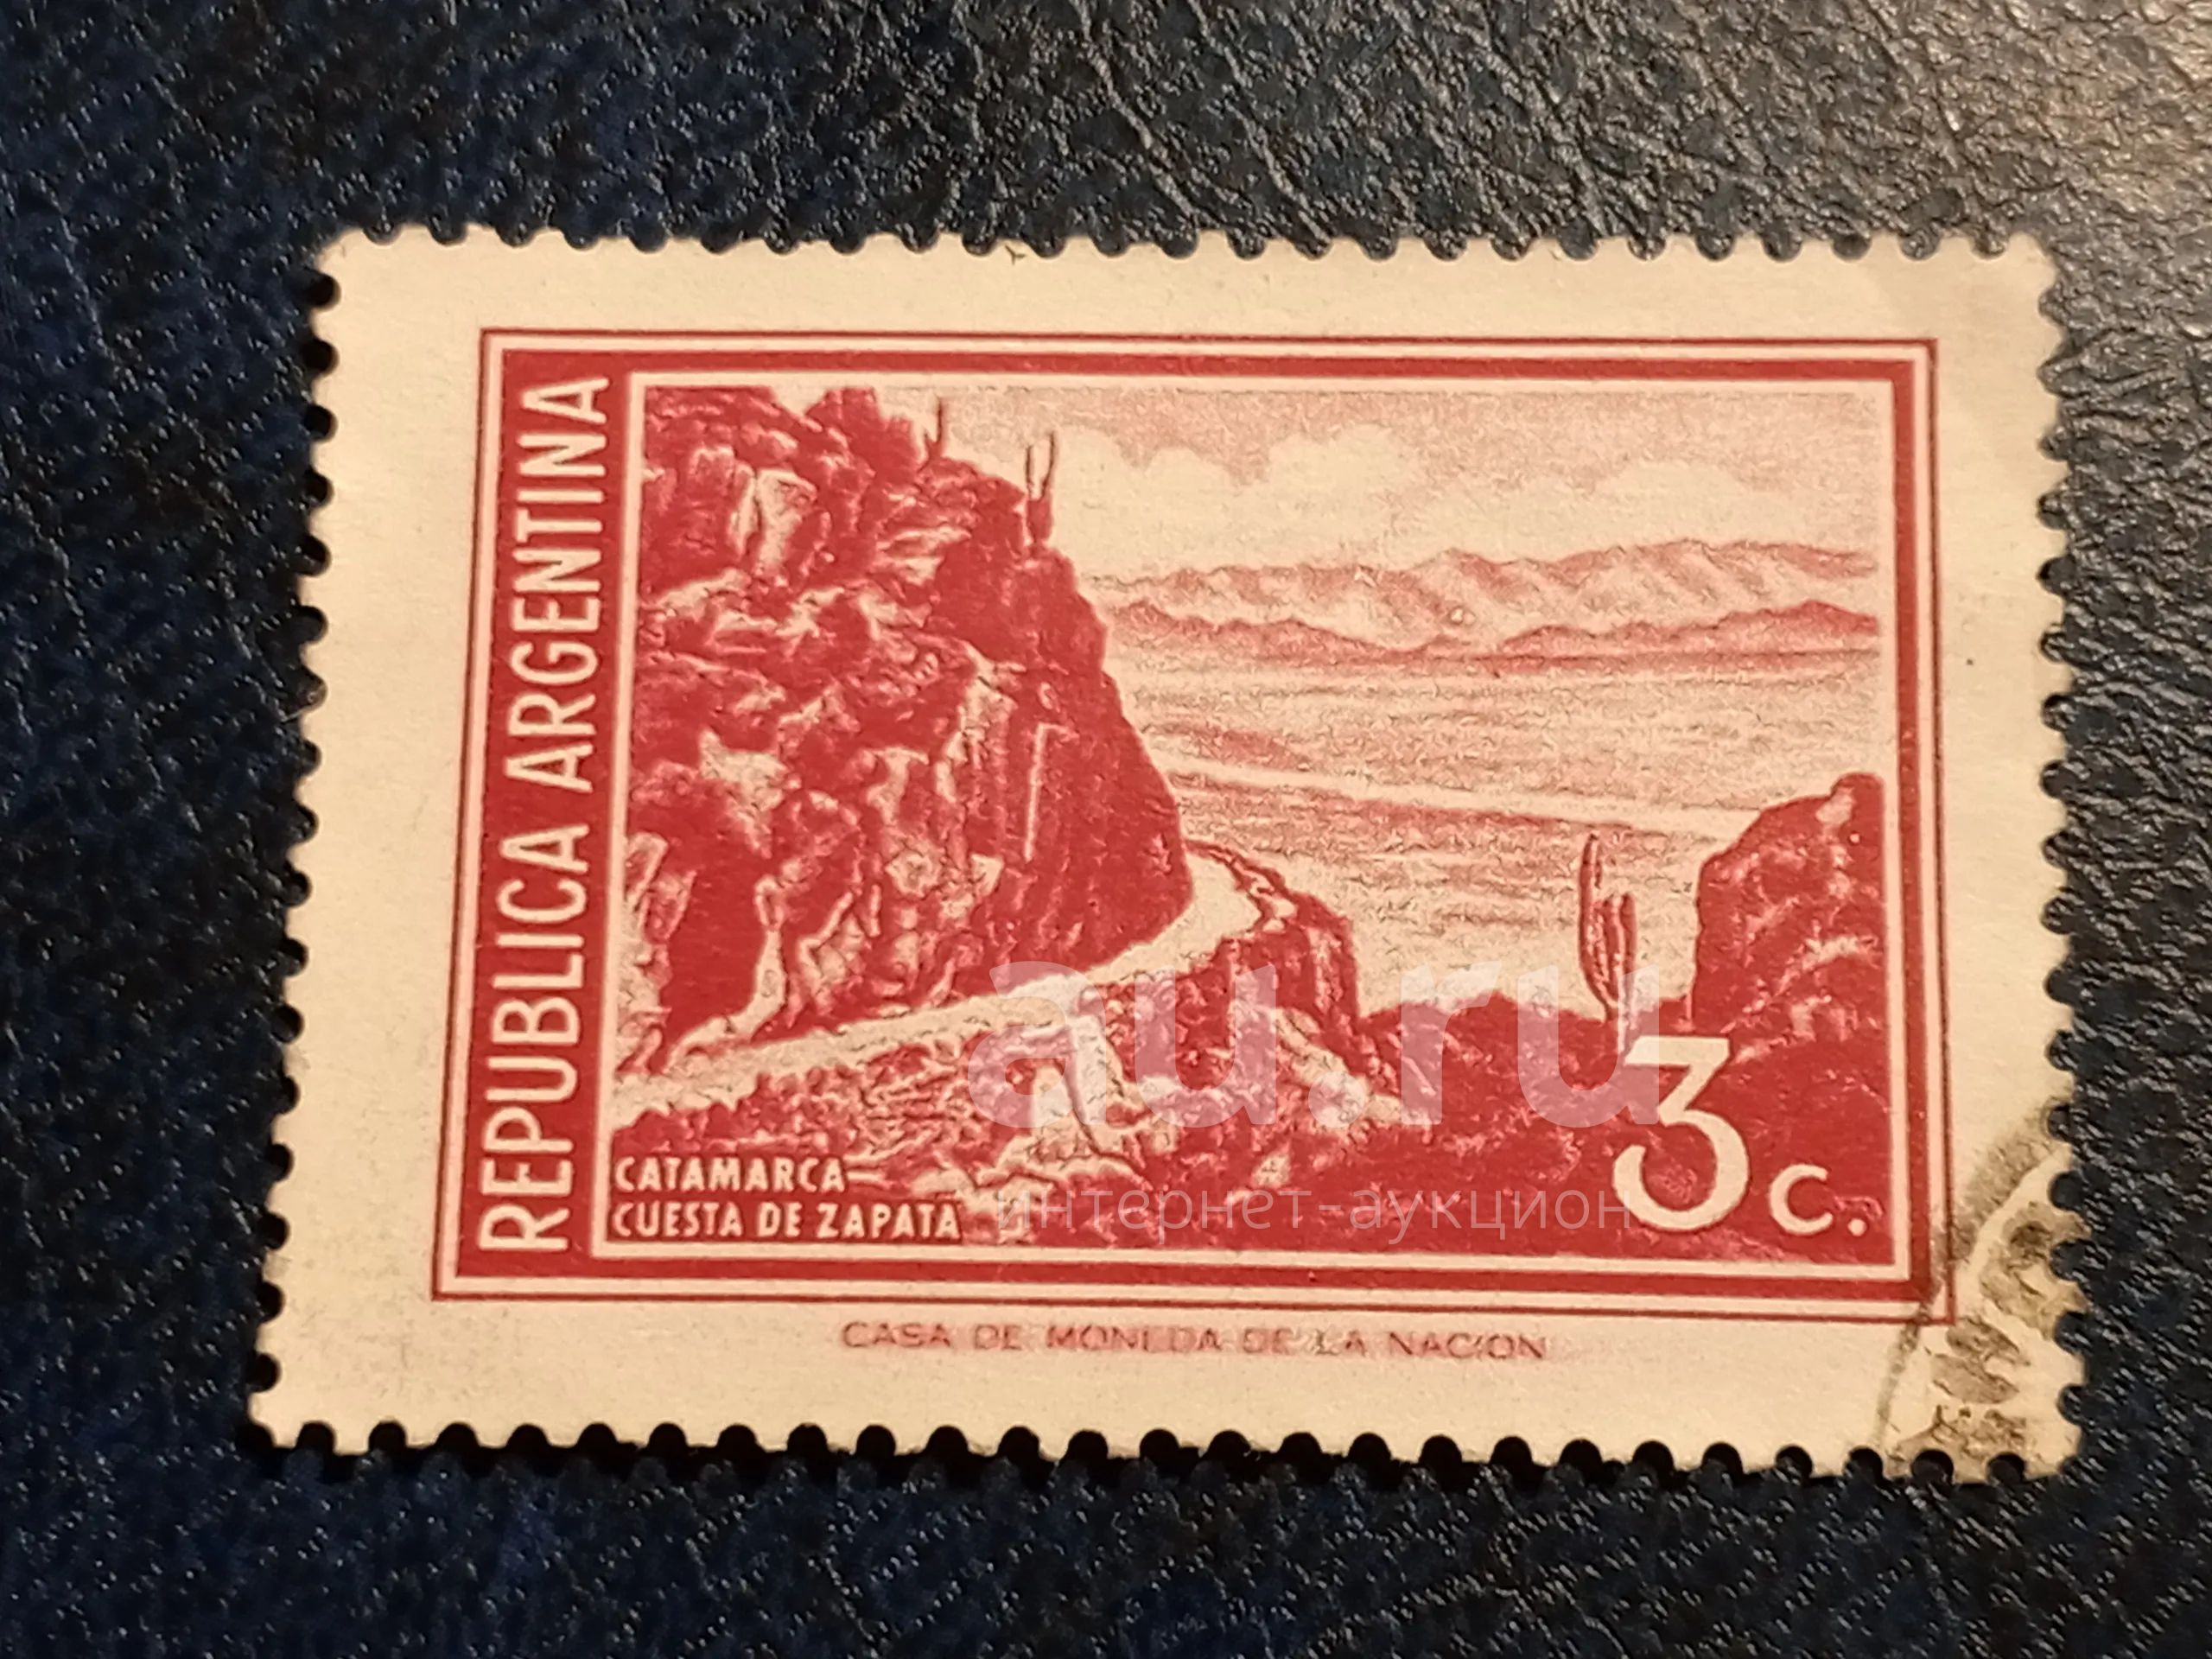 REPUBLICA ARGENTINA
CATAMARCA
CUESTA DE ZAPATA
3 c.
CASA DE MONEDA DE LA NACION
au.ru
интернет-аукцион